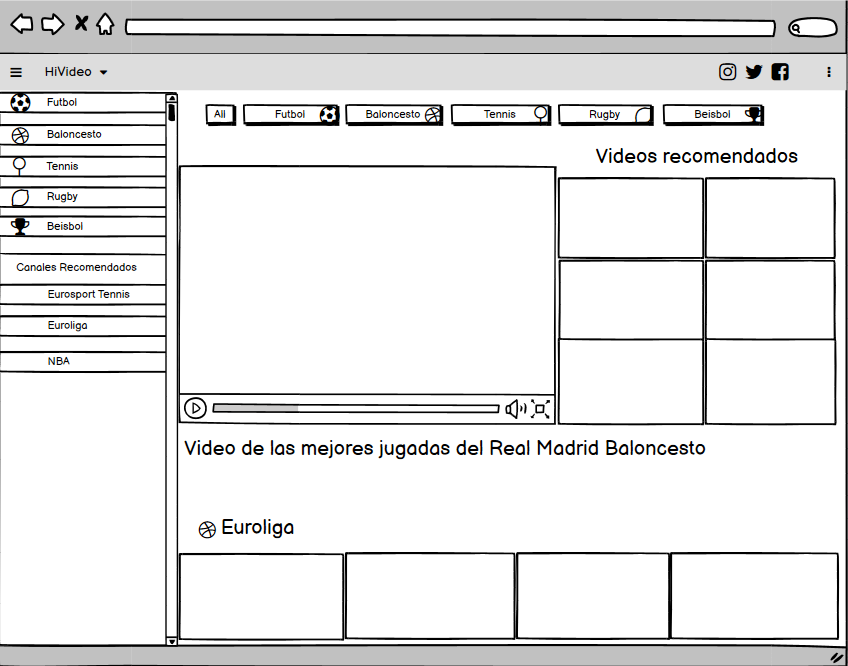 HiVideo
Futbol
Baloncesto
Tennis
Rugby
Beisbol
Canales Recomendados
Eurosport Tennis
Euroliga
NBA
All
Futbol
Baloncesto
Tennis
Rugby
Beisbol
Videos recomendados
Video de las mejores jugadas del Real Madrid Baloncesto
Euroliga